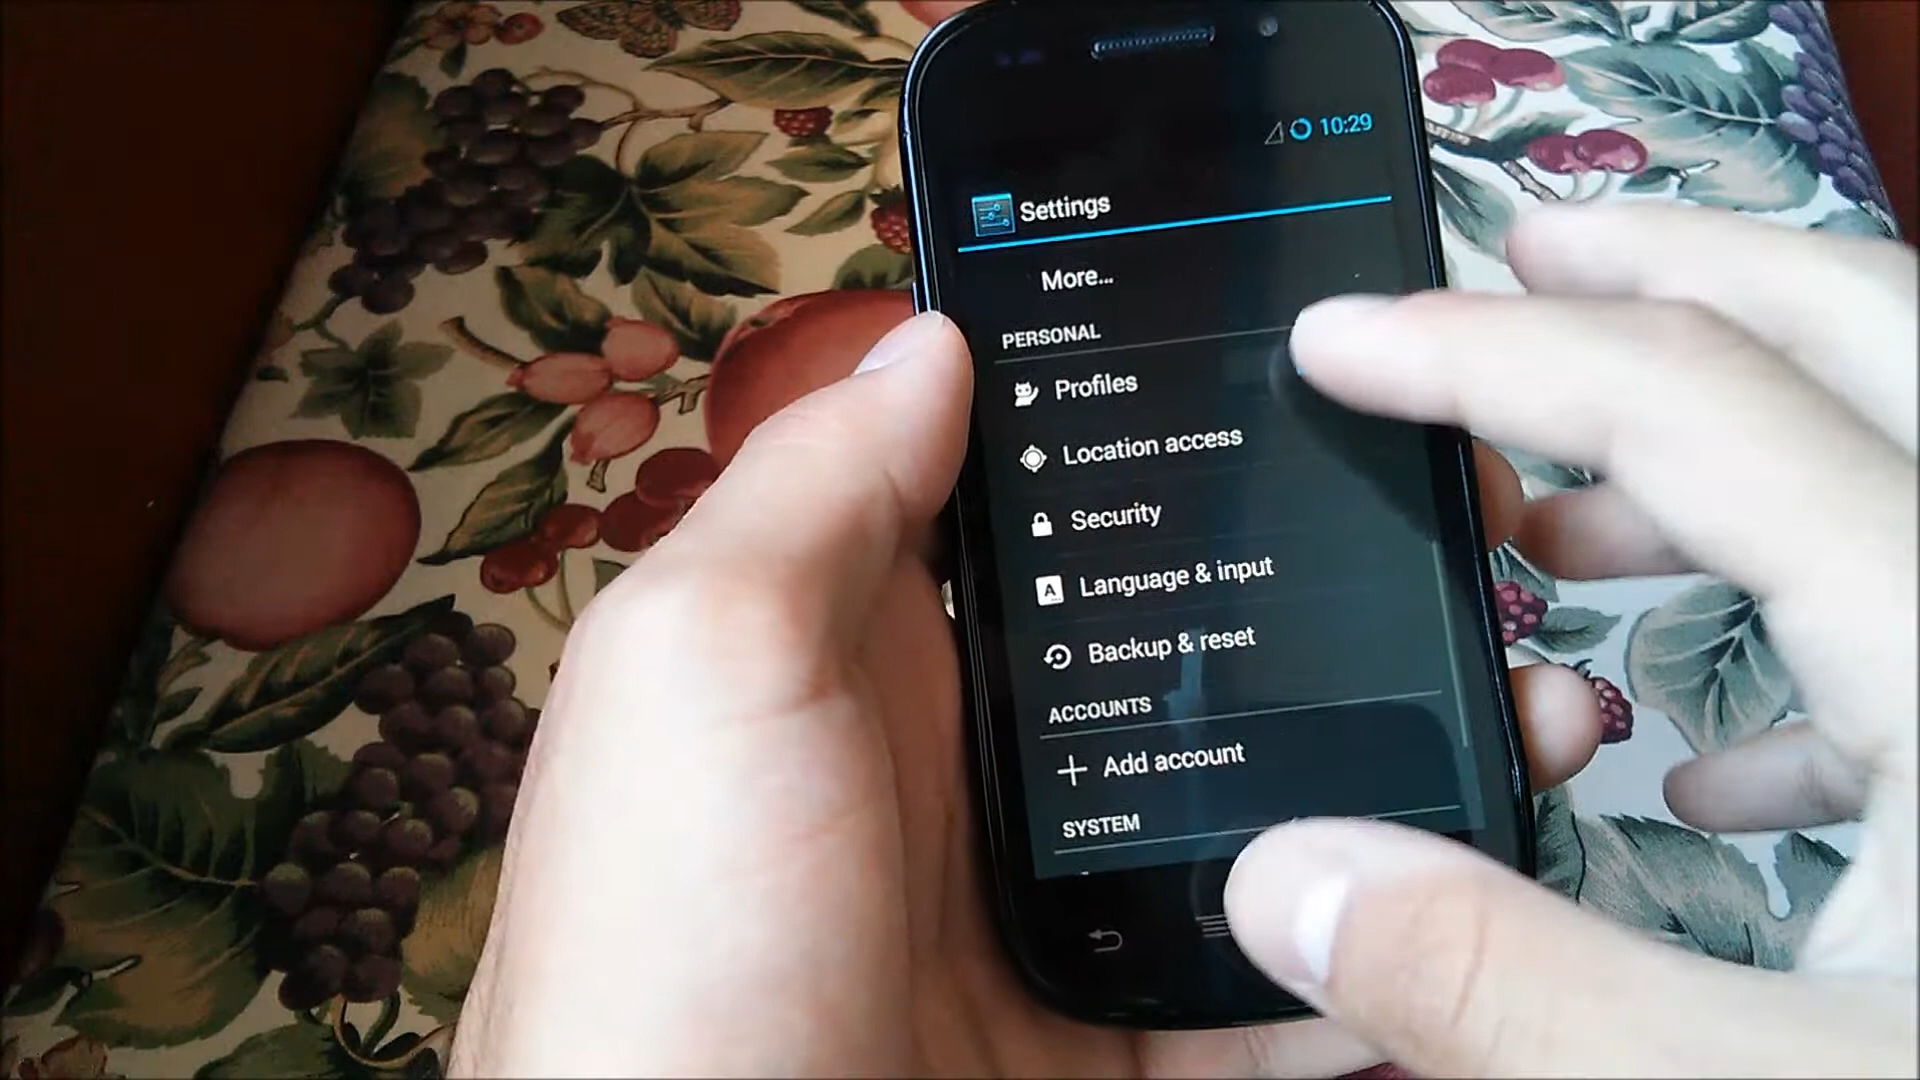 10:29
Settings
More...
PERSONAL
Profiles
Location access
Security
Language & input
Backup & reset
ACCOUNTS
Add account
SYSTEM